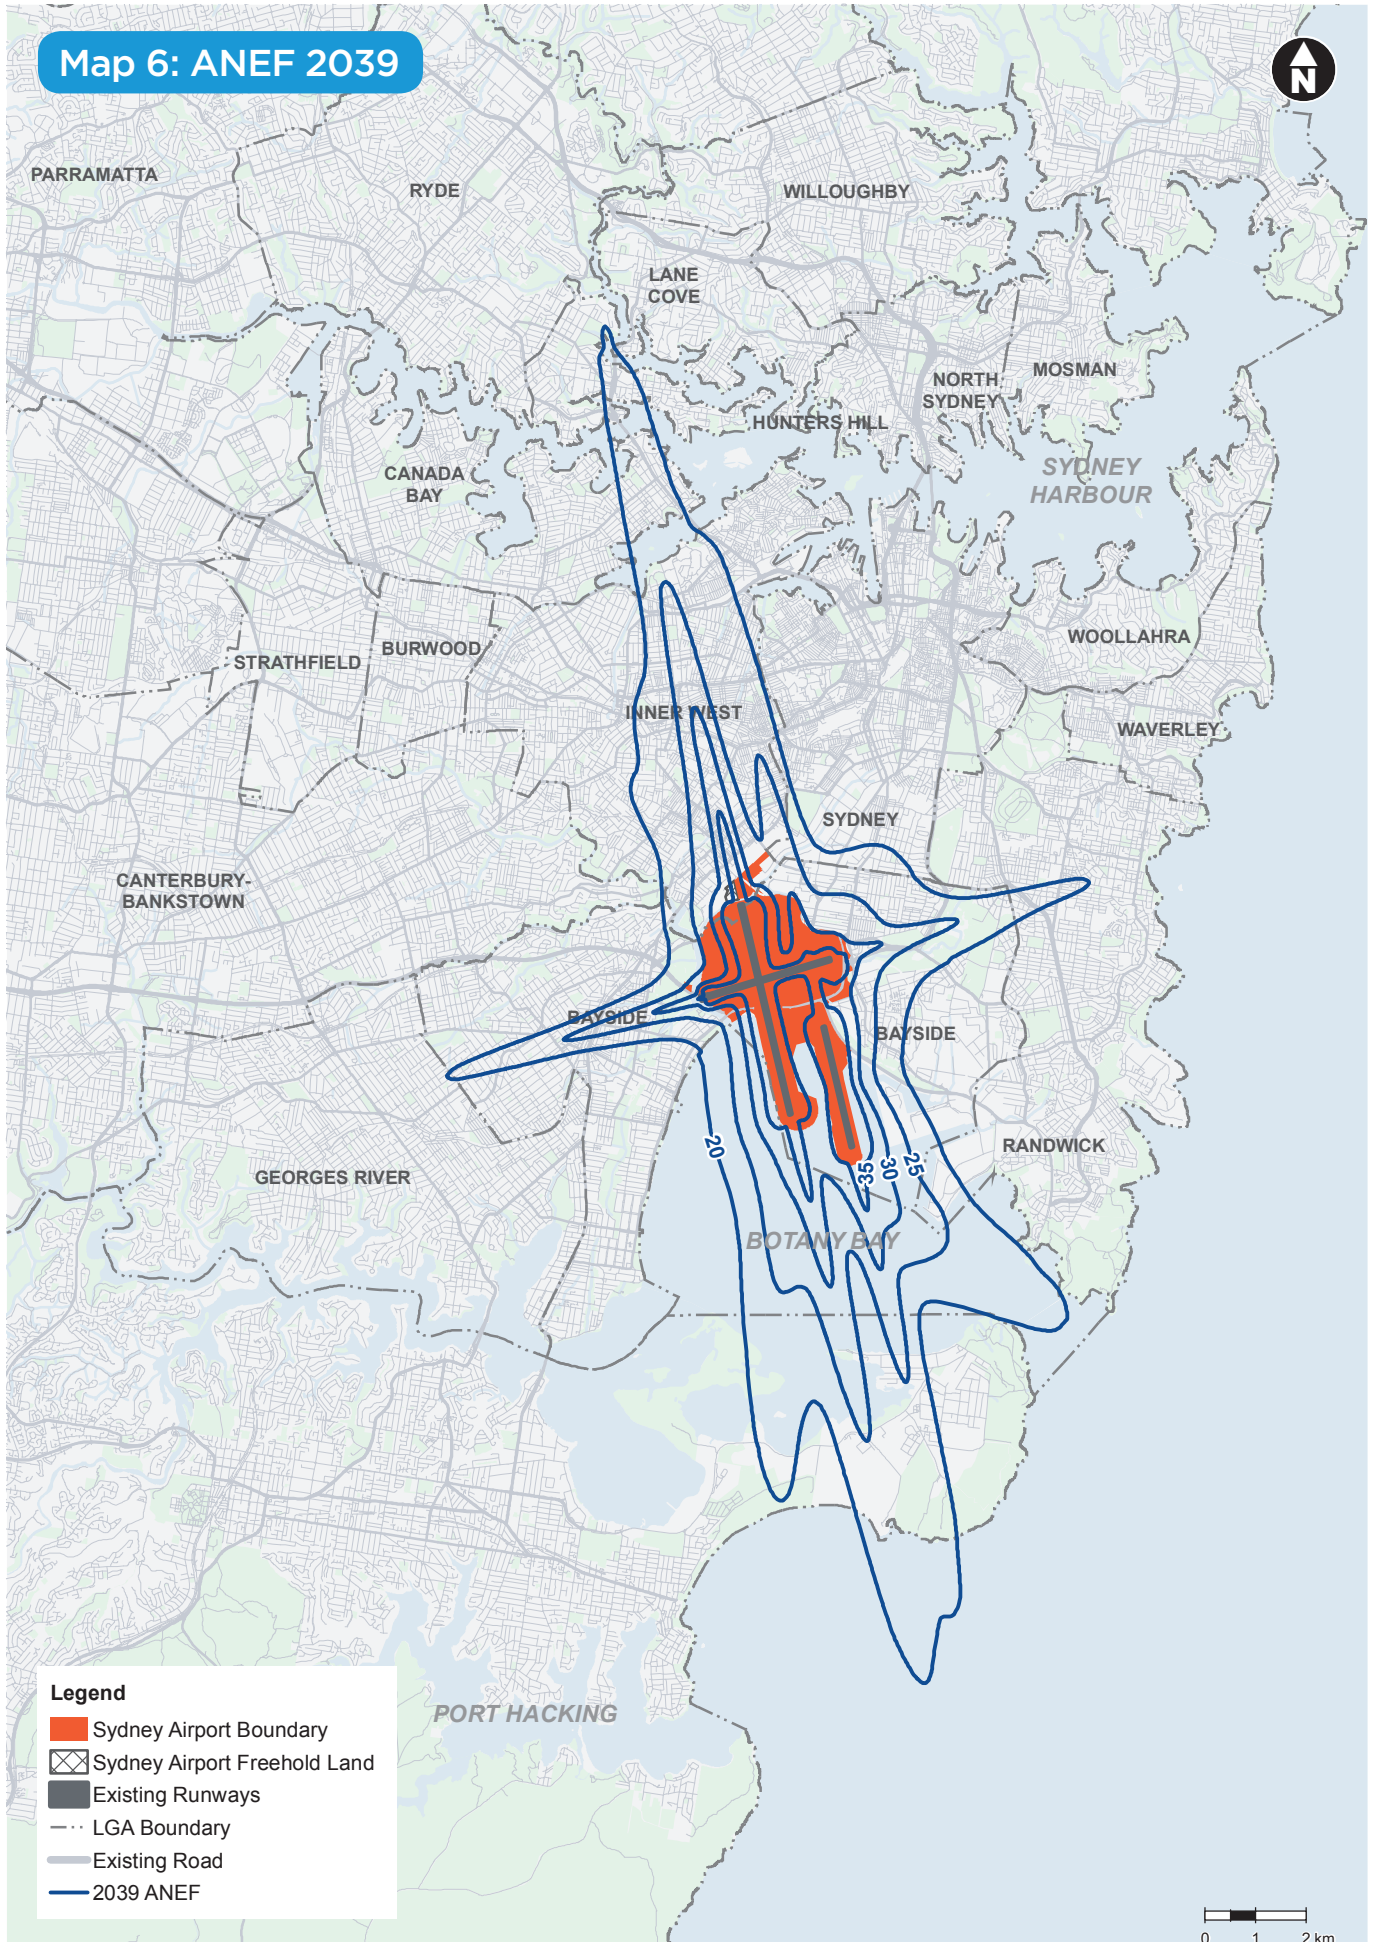 Map 6: ANEF 2039
N
PARRAMATTA
RYDE
WILLOUGHBY
LANE
COVE
MOSMAN
NORTH
SYDNEY
HUNTERS HILL
CANADA
BAY
SYDNEY
HARBOUR
WOOLLAHRA
BURWOOD
STRATHFIELD
INNER WEST
WAVERLEY
SYDNEY
CANTERBURY-
BANKSTOWN
BAYSIDE
BAYSIDE
RANDWICK
20
25
30
35
GEORGES RIVER
BOTANY BAY
PORT HACKING
Legend
Sydney Airport Boundary
Sydney Airport Freehold Land
Existing Runways
LGA Boundary
Existing Road
2039 ANEF
0 1 2 km